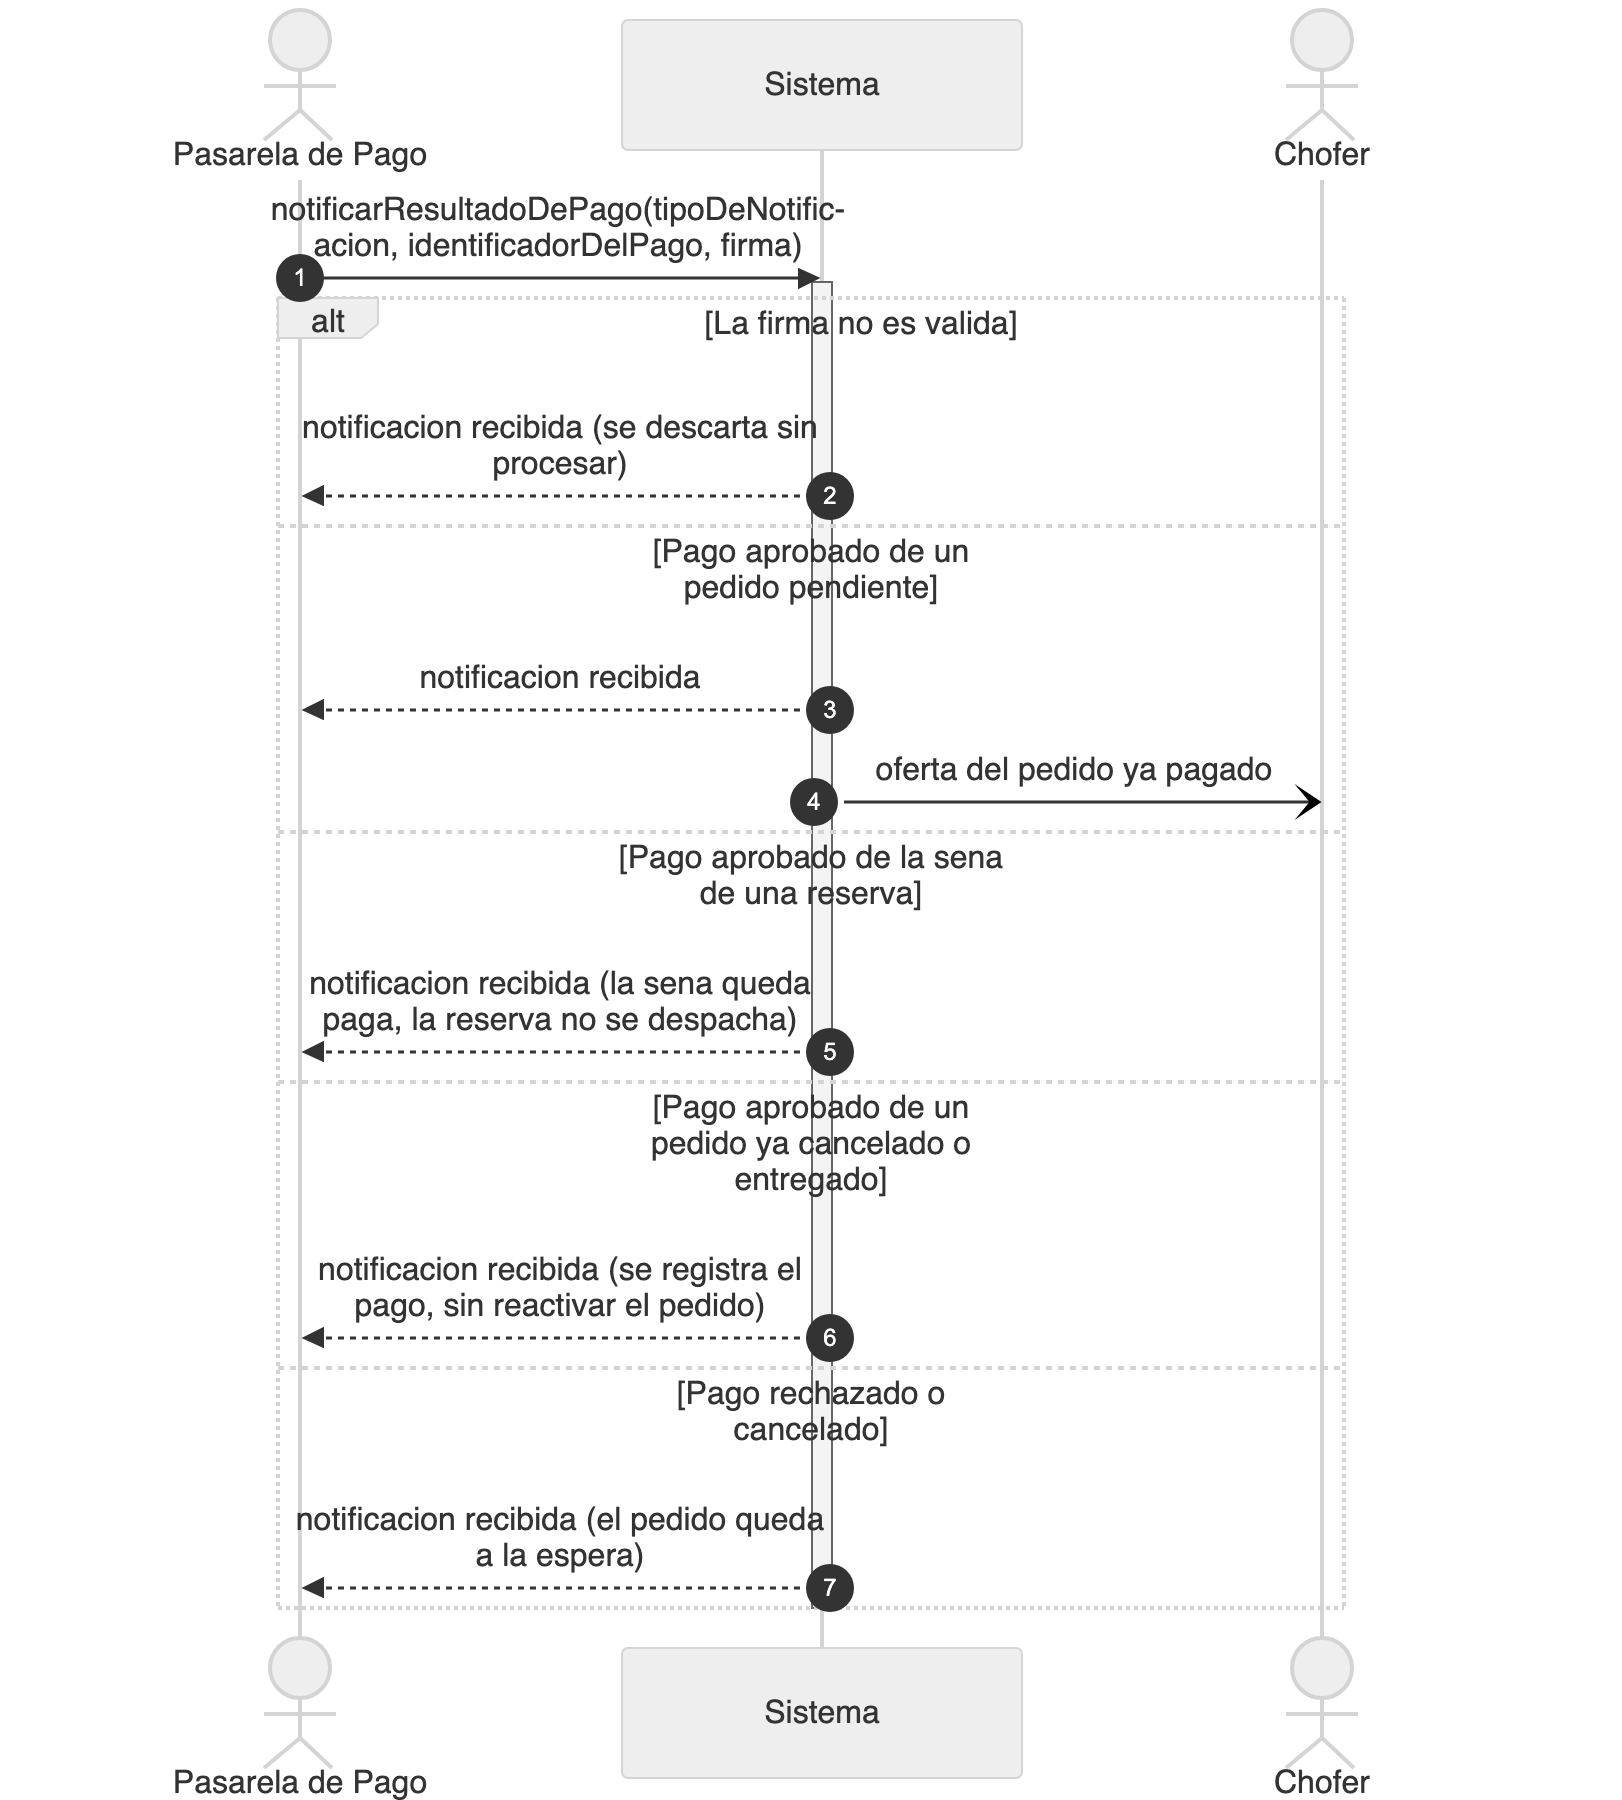 Sistema
Pasarela de Pago
Chofer
notificarResultadoDePago(tipoDeNotific-
acion, identificadorDelPago, firma)
1
alt
[La firma no es valida]
notificacion recibida (se descarta sin
procesar)
2
[Pago aprobado de un
pedido pendiente]
notificacion recibida
3
oferta del pedido ya pagado
4
[Pago aprobado de la sena
de una reserva]
notificacion recibida (la sena queda
paga, la reserva no se despacha)
5
[Pago aprobado de un
pedido ya cancelado o
entregado]
notificacion recibida (se registra el
pago, sin reactivar el pedido)
6
[Pago rechazado o
cancelado]
notificacion recibida (el pedido queda
a la espera)
7
Sistema
Pasarela de Pago
Chofer